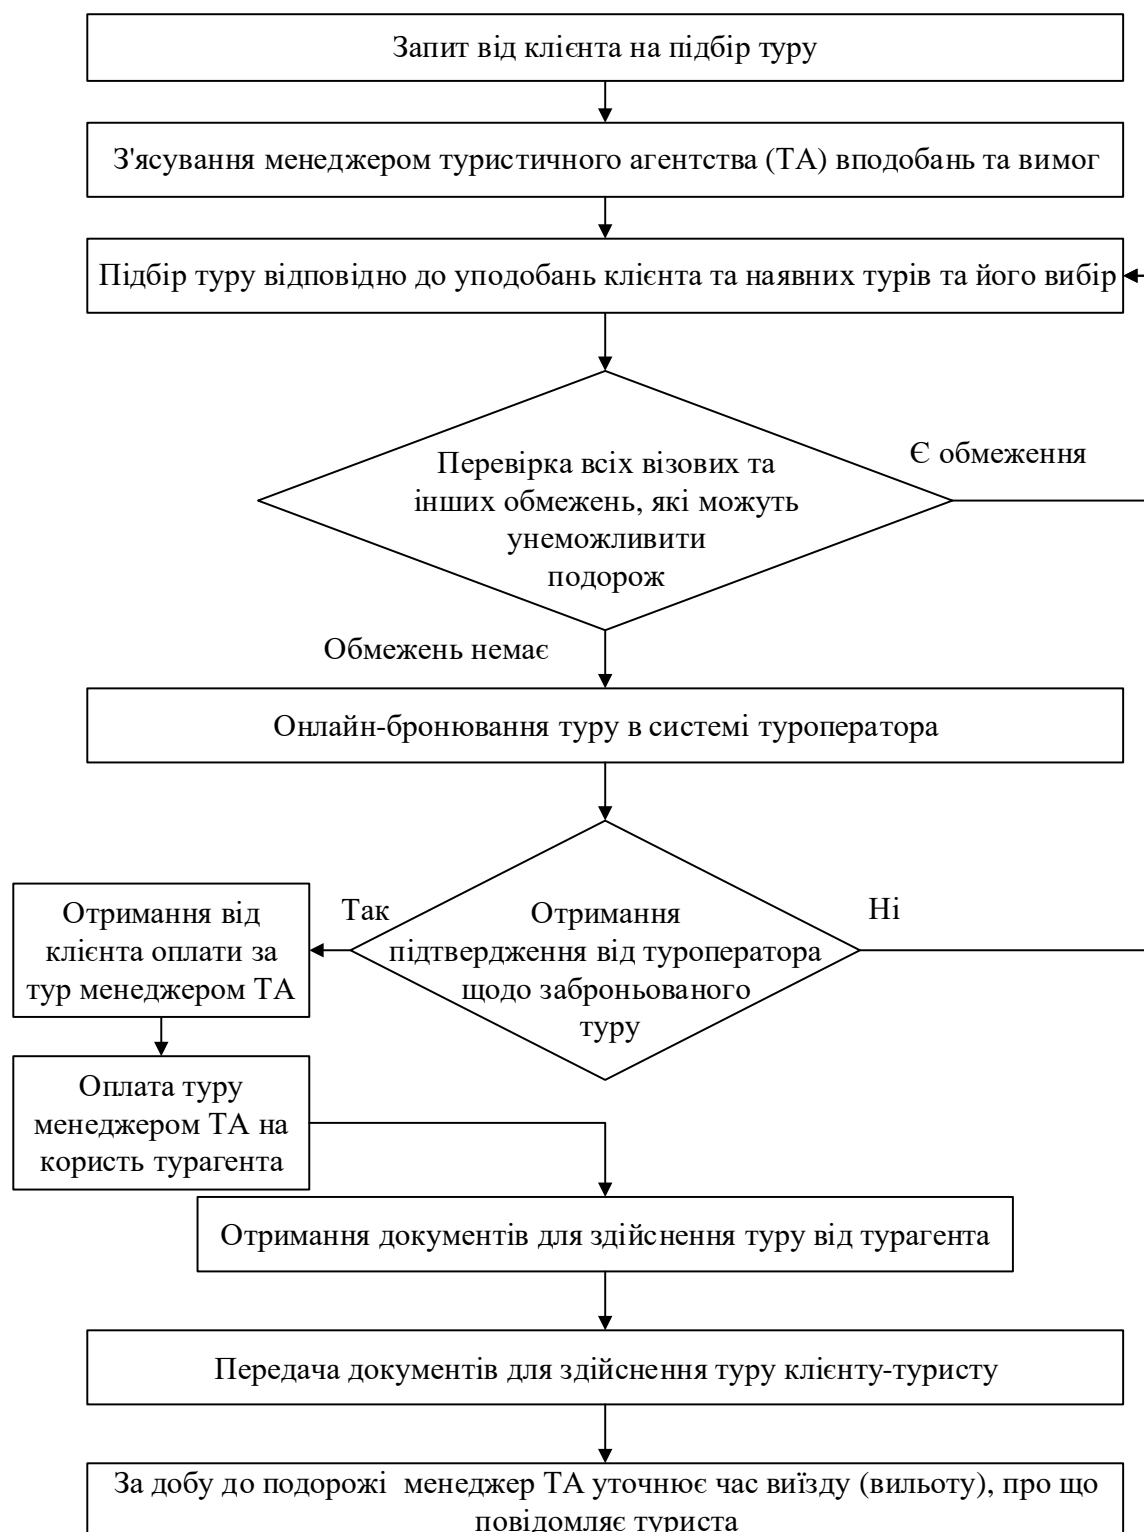 Запит від клієнта на підбір туру
З'ясування менеджером туристичного агентства (ТА) вподобань та вимог
Підбір туру відповідно до уподобань клієнта та наявних турів та його вибір
Є обмеження
Перевірка всіх візових та
інших обмежень, які можуть
унеможливити
подорож
Обмежень немає
Онлайн-бронювання туру в системі туроператора
Так
Ні
Отримання
підтвердження від туроператора
щодо заброньованого
туру
Отримання від
клієнта оплати за
тур менеджером ТА
Оплата туру
менеджером ТА на
користь турагента
Отримання документів для здійснення туру від турагента
Передача документів для здійснення туру клієнту-туристу
За добу до подорожі менеджер ТА уточнює час виїзду (вильоту), про що
повідомляє туриста